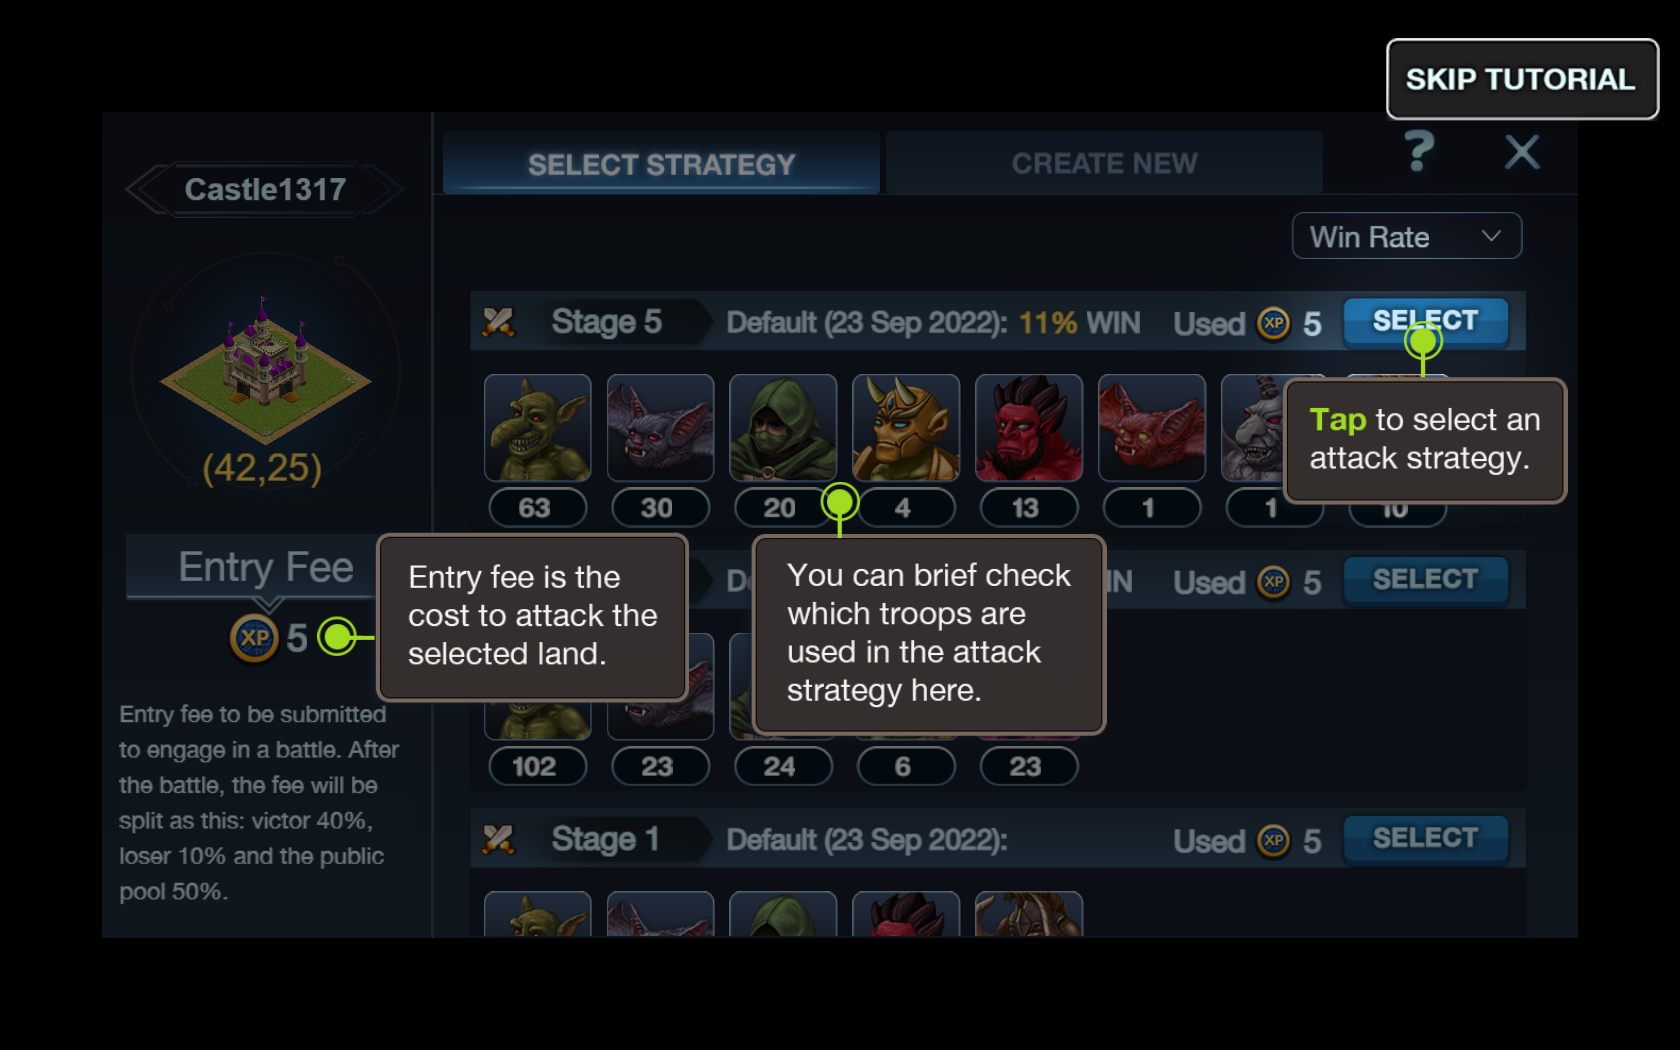 SKIP TUTORIAL
SELECT STRATEGY
CREATE NEW
?
Castle1317
Win Rate
Stage 5 Default (23 Sep 2022): 11% WIN Used XP 5 SELECT
Tap to select an
attack strategy.
(42,25)
63 30 20 4 13 1 1 10
Entry Fee
XP 5
Entry fee is the
cost to attack the
selected land.
You can brief check
which troops are
used in the attack
strategy here.
Used XP 5 SELECT
102 23 24 6 23
Entry fee to be submitted
to engage in a battle. After
the battle, the fee will be
split as this: victor 40%,
loser 10% and the public
pool 50%.
Stage 1 Default (23 Sep 2022): Used XP 5 SELECT